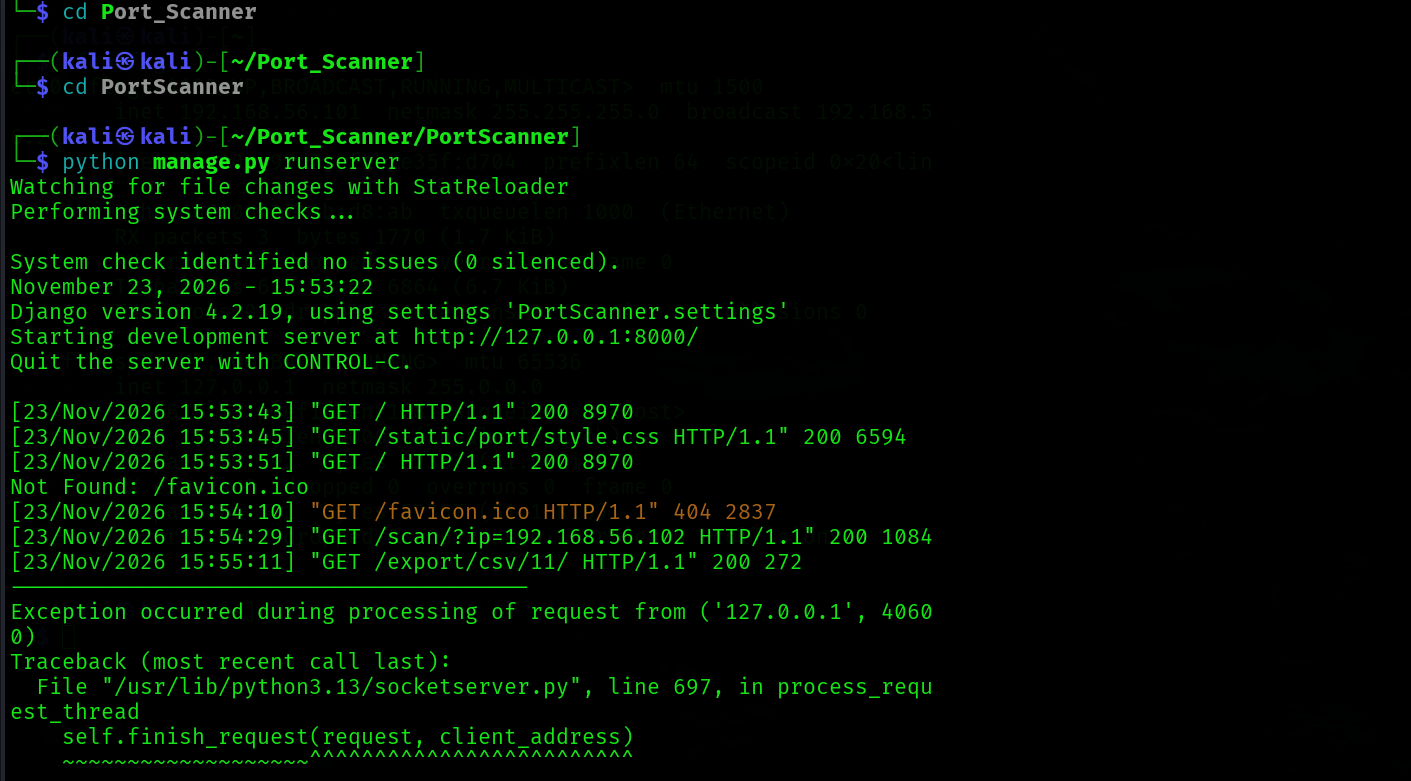 └─$ cd Port_Scanner
┌──(kali㉿kali)-[~/Port_Scanner]
└─$ cd PortScanner
┌──(kali㉿kali)-[~/Port_Scanner/PortScanner]
└─$ python manage.py runserver
Watching for file changes with StatReloader
Performing system checks...
System check identified no issues (0 silenced).
November 23, 2026 - 15:53:22
Django version 4.2.19, using settings 'PortScanner.settings'
Starting development server at http://127.0.0.1:8000/
Quit the server with CONTROL-C.
[23/Nov/2026 15:53:43] "GET / HTTP/1.1" 200 8970
[23/Nov/2026 15:53:45] "GET /static/port/style.css HTTP/1.1" 200 6594
[23/Nov/2026 15:53:51] "GET / HTTP/1.1" 200 8970
Not Found: /favicon.ico
[23/Nov/2026 15:54:10] "GET /favicon.ico HTTP/1.1" 404 2837
[23/Nov/2026 15:54:29] "GET /scan/?ip=192.168.56.102 HTTP/1.1" 200 1084
[23/Nov/2026 15:55:11] "GET /export/csv/11/ HTTP/1.1" 200 272
----------------------------------------
Exception occurred during processing of request from ('127.0.0.1', 4060
0)
Traceback (most recent call last):
  File "/usr/lib/python3.13/socketserver.py", line 697, in process_requ
est_thread
    self.finish_request(request, client_address)
    ~~~~~~~~~~~~~~~~~~~^^^^^^^^^^^^^^^^^^^^^^^^^